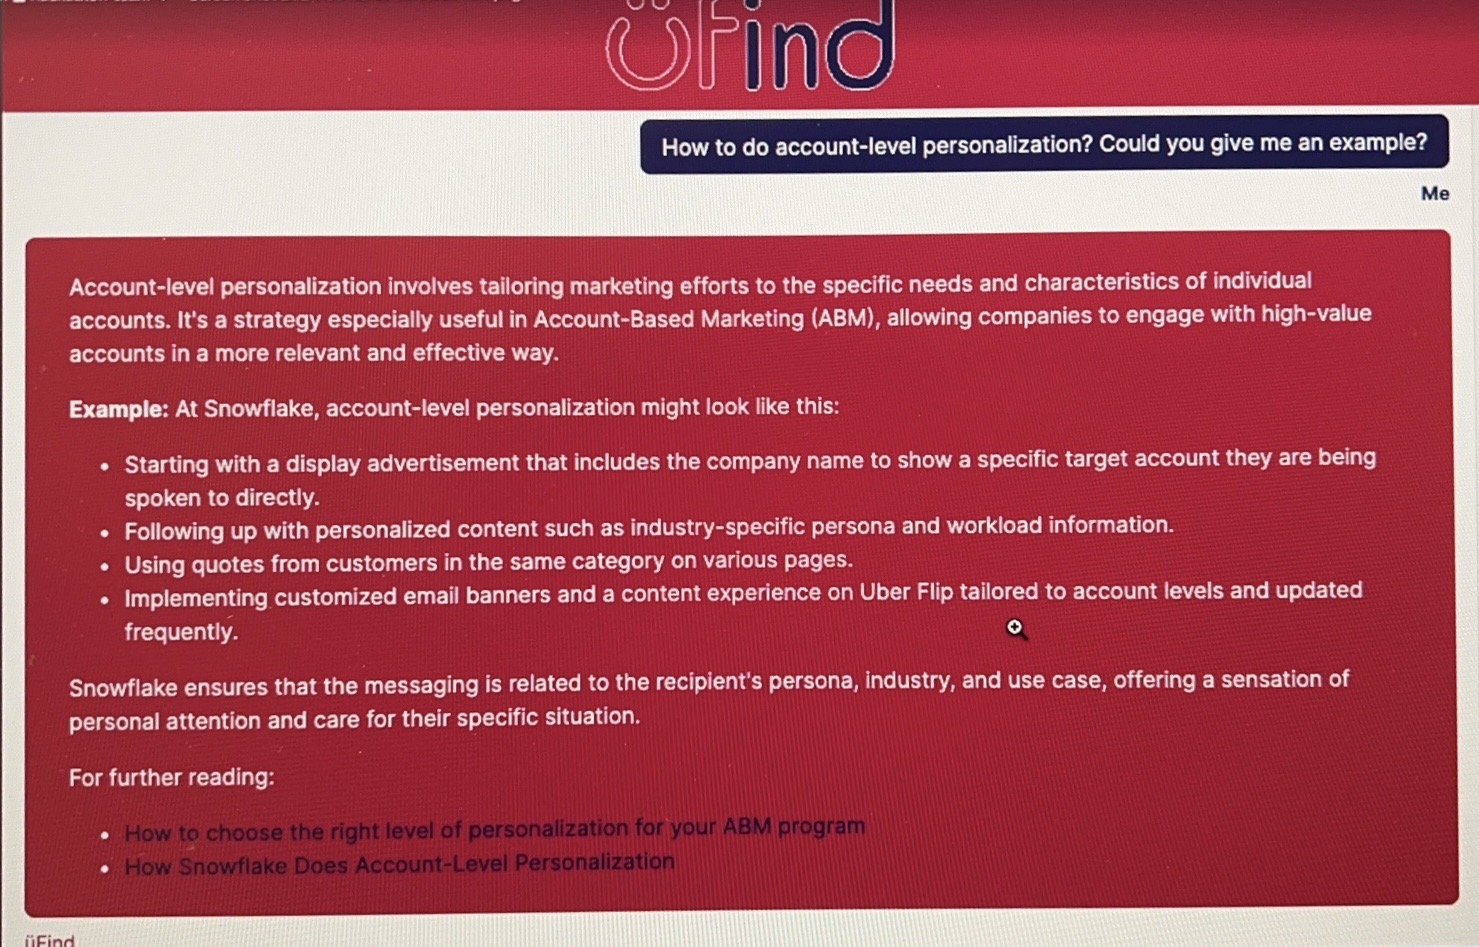 üFind
How to do account-level personalization? Could you give me an example?
Me
Account-level personalization involves tailoring marketing efforts to the specific needs and characteristics of individual
accounts. It's a strategy especially useful in Account-Based Marketing (ABM), allowing companies to engage with high-value
accounts in a more relevant and effective way.
Example: At Snowflake, account-level personalization might look like this:
• Starting with a display advertisement that includes the company name to show a specific target account they are being
spoken to directly.
• Following up with personalized content such as industry-specific persona and workload information.
• Using quotes from customers in the same category on various pages.
• Implementing customized email banners and a content experience on Uber Flip tailored to account levels and updated
frequently.
Snowflake ensures that the messaging is related to the recipient's persona, industry, and use case, offering a sensation of
personal attention and care for their specific situation.
For further reading:
• How to choose the right level of personalization for your ABM program
• How Snowflake Does Account-Level Personalization
üFind